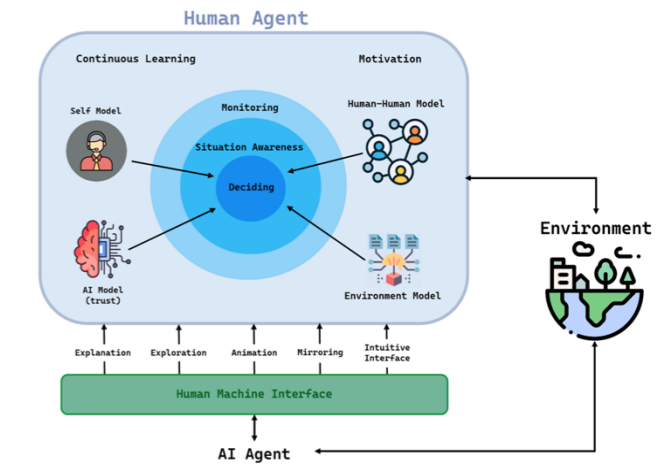 Human Agent
Continuous Learning
Motivation
Self Model
Monitoring
Human-Human Model
Situation Awareness
Deciding
AI Model
(trust)
Environment Model
Environment
Explanation
Exploration
Animation
Mirroring
Intuitive
Interface
Human Machine Interface
AI Agent